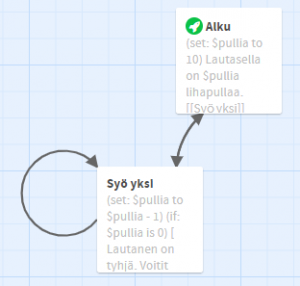 Alku
(set: $pullia to
10) Lautasella
on $pullia
lihapullaa.
[[Syö yksi]]
Syö yksi
(set: $pullia to
$pullia - 1) (if:
$pullia is 0) [
Lautanen on
tyhjä. Voitit